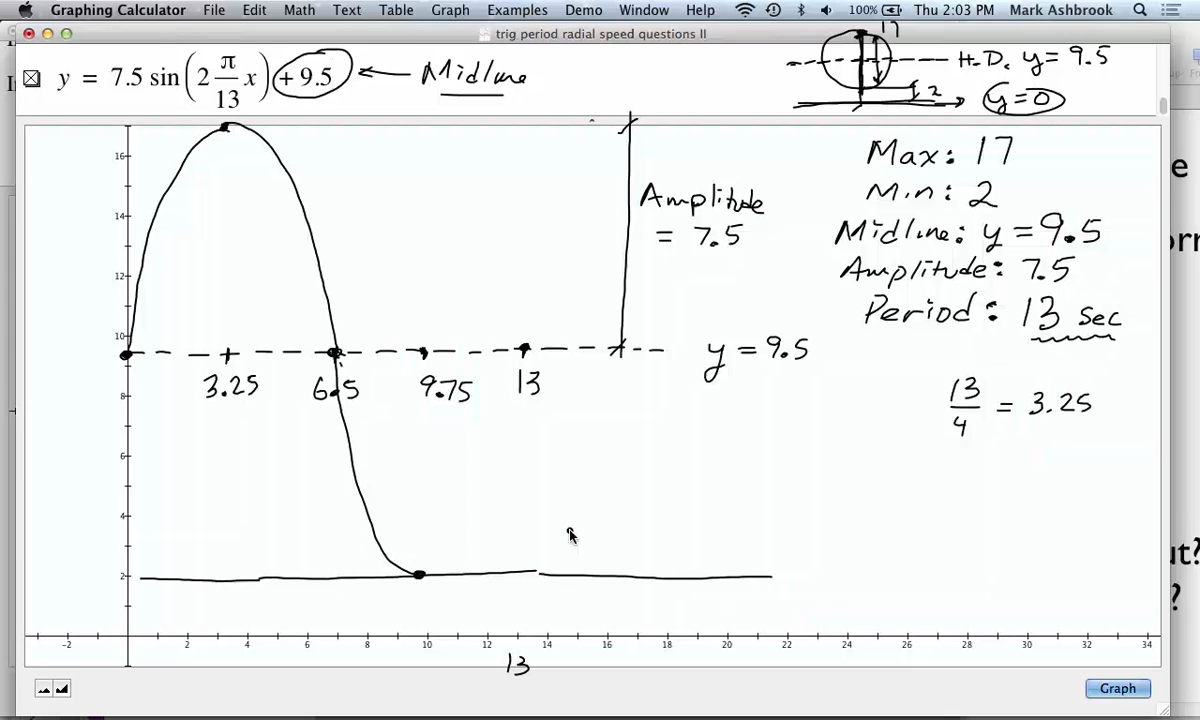 Graphing Calculator File Edit Math Text Table Graph Examples Demo Window Help 100% Thu 2:03 PM Mark Ashbrook
trig period radial speed questions II
y = 7.5 sin(2 π/13 x) + 9.5 ← Midline
17
H.D. y = 9.5
2
y=0
16
14
12
10
8
6
4
2
Amplitude
= 7.5
Max: 17
Min: 2
Midline: y = 9.5
Amplitude: 7.5
Period: 13 sec
y = 9.5
3.25 6.5 9.75 13
13/4 = 3.25
-2 2 4 6 8 10 12 14 16 18 20 22 24 26 28 30 32 34
13
Graph